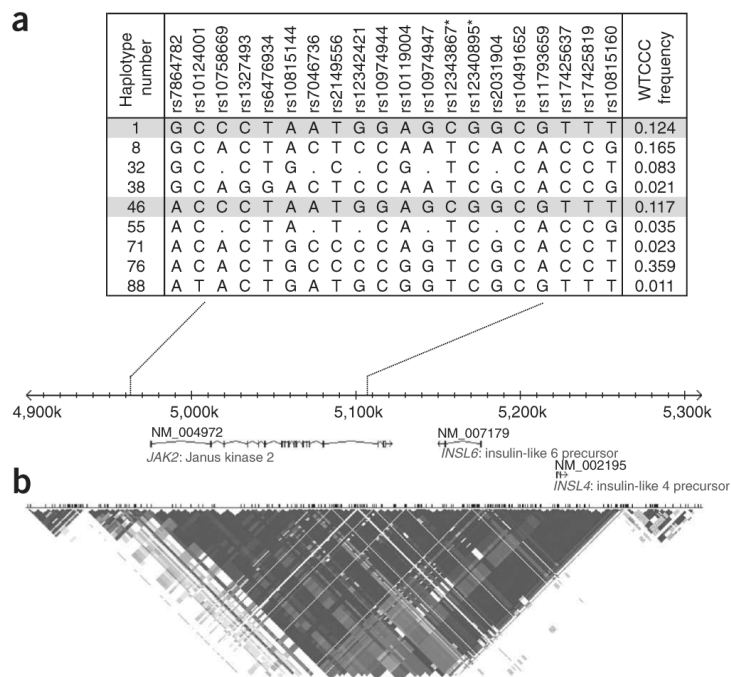 a
Haplotype number rs7864782 rs10124001 rs10758669 rs1327493 rs6476934 rs10815144 rs7046736 rs2149556 rs12342421 rs10974944 rs10119004 rs10974947 rs12343867* rs12340895* rs2031904 rs10491652 rs11793659 rs17425637 rs17425819 rs10815160 WTCCC frequency
1 G C C C T A A T G G A G C G G C G T T T 0.124
8 G C A C T A C T C C A A T C A C A C C G 0.165
32 G C . C T G . C . C G . T C . C A C C T 0.083
38 G C A G G A C T C C A A T C G C A C C G 0.021
46 A C C C T A A T G G A G C G G C G T T T 0.117
55 A C . C T A . T . C A . T C . C A C C G 0.035
71 A C A C T G C C C C A G T C G C A C C T 0.023
76 A C A C T G C C C C G G T C G C A C C T 0.359
88 A T A C T G A T G C G G T C G C G T T T 0.011
4,900k 5,000k 5,100k 5,200k 5,300k
NM_004972 NM_007179
JAK2: Janus kinase 2 INSL6: insulin-like 6 precursor
NM_002195
INSL4: insulin-like 4 precursor
b